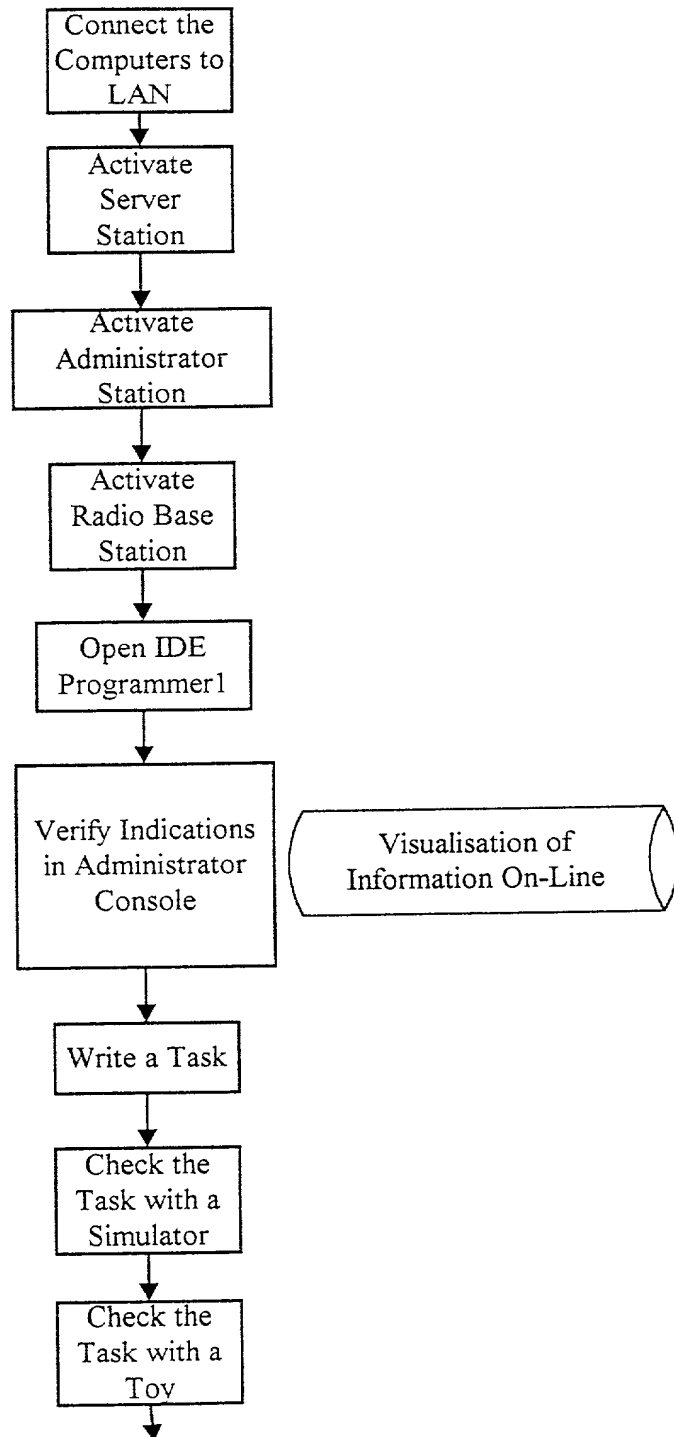 Connect the
Computers to
LAN
Activate
Server
Station
Activate
Administrator
Station
Activate
Radio Base
Station
Open IDE
Programmer1
Verify Indications
in Administrator
Console
Visualisation of
Information On-Line
Write a Task
Check the
Task with a
Simulator
Check the
Task with a
Toy